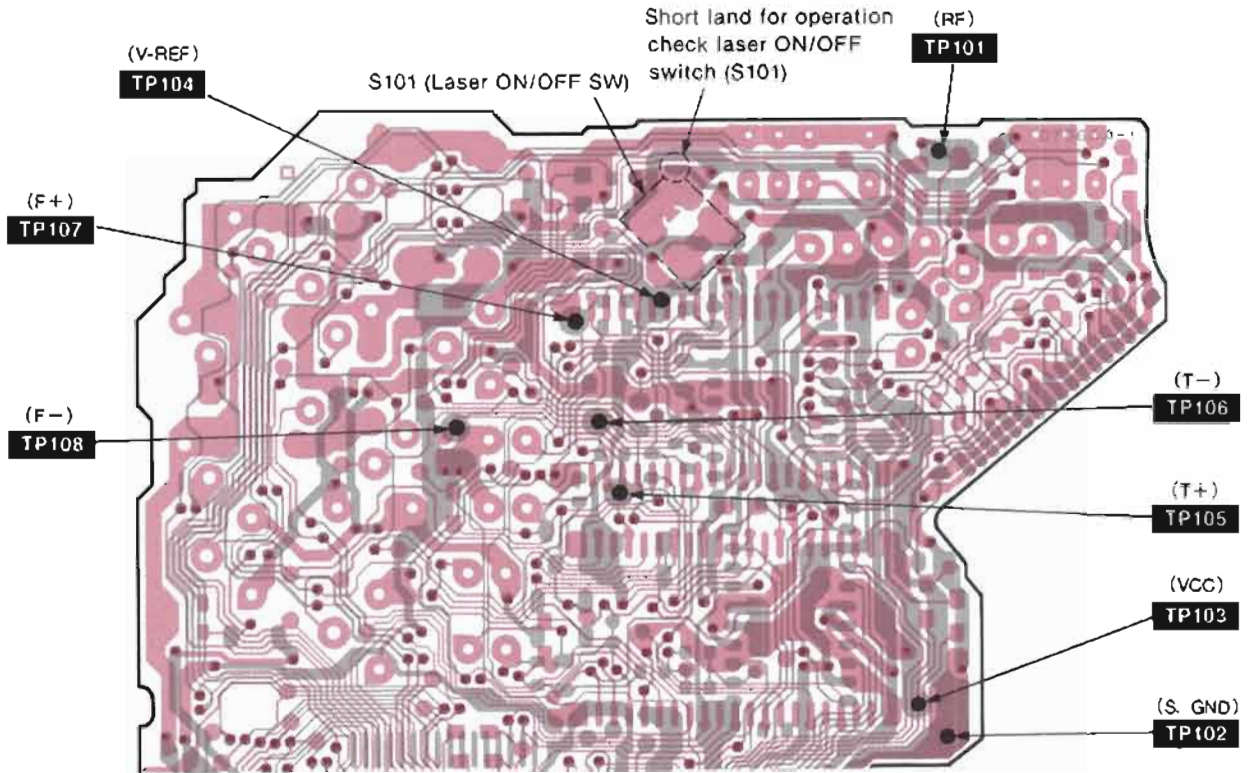 Short land for operation
check laser ON/OFF
switch (S101)
(RF)
TP101
(V-REF)
TP104
S101 (Laser ON/OFF SW)
(F+)
TP107
(T−)
TP106
(F−)
TP108
(T+)
TP105
(VCC)
TP103
(S. GND)
TP102